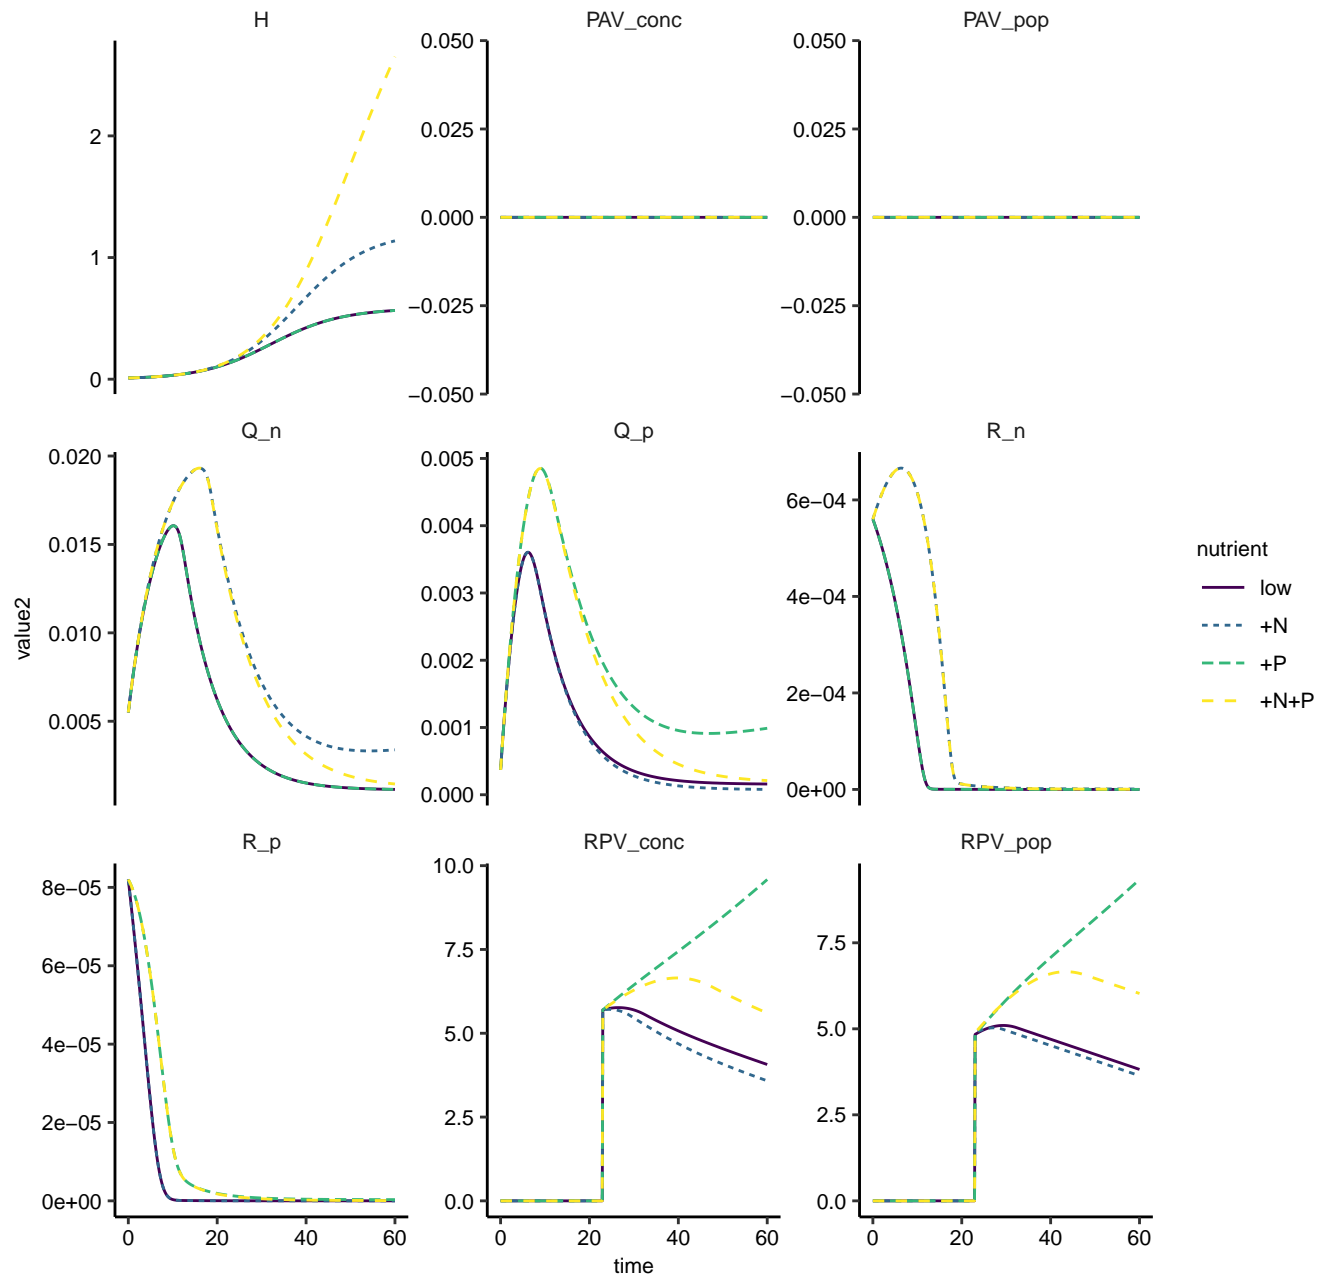 H
PAV_conc
PAV_pop
2
1
0
0.050
0.025
0.000
−0.025
−0.050
0.050
0.025
0.000
−0.025
−0.050
Q_n
Q_p
R_n
0.020
0.015
0.010
0.005
0.005
0.004
0.003
0.002
0.001
0.000
6e−04
4e−04
2e−04
0e+00
value2
R_p
RPV_conc
RPV_pop
8e−05
6e−05
4e−05
2e−05
0e+00
10.0
7.5
5.0
2.5
0.0
7.5
5.0
2.5
0.0
0 20 40 60
0 20 40 60
0 20 40 60
time
nutrient
low
+N
+P
+N+P